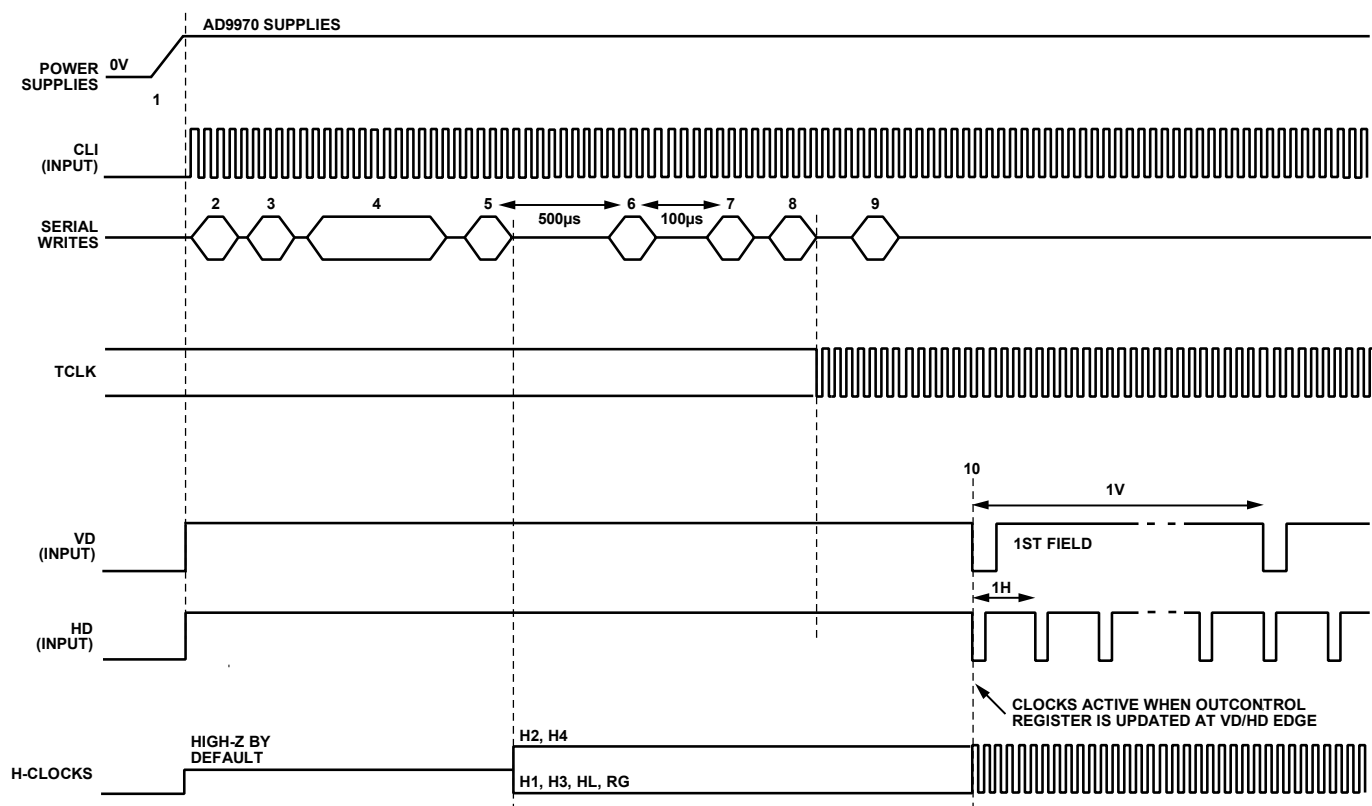 AD9970 SUPPLIES
0V
POWER
SUPPLIES
1
CLI
(INPUT)
2 3 4 5 6 7 8 9
500µs 100µs
SERIAL
WRITES
TCLK
10
1V
VD
(INPUT)
1ST FIELD
1H
HD
(INPUT)
CLOCKS ACTIVE WHEN OUTCONTROL
REGISTER IS UPDATED AT VD/HD EDGE
HIGH-Z BY
DEFAULT
H2, H4
H-CLOCKS
H1, H3, HL, RG